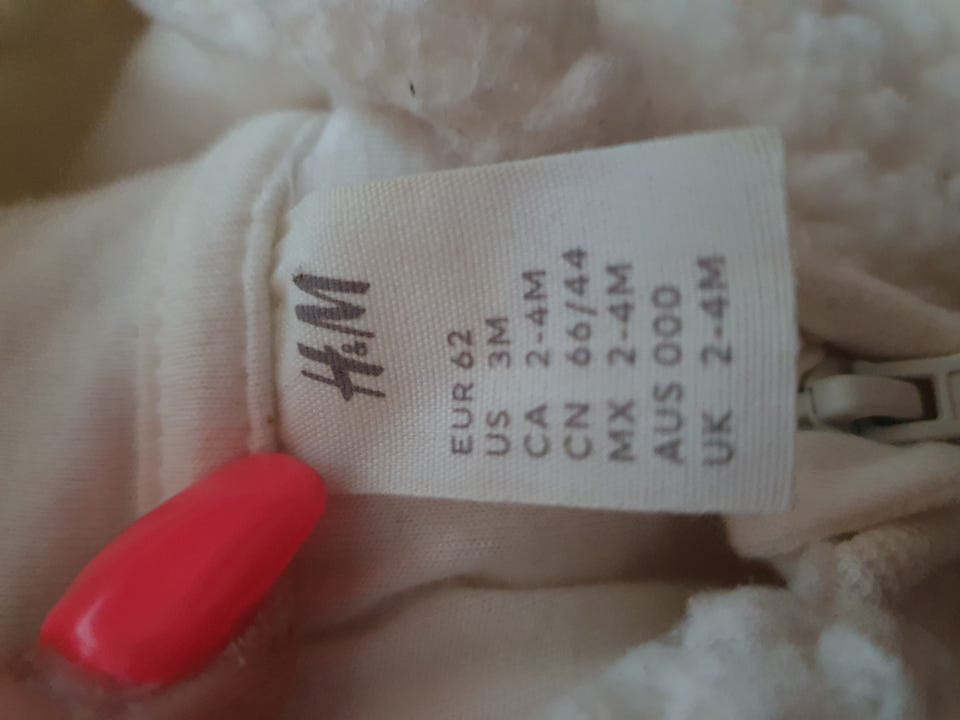 H&M
EUR 62
US 3M
CA 2-4M
CN 66/44
MX 2-4M
AUS 000
UK 2-4M